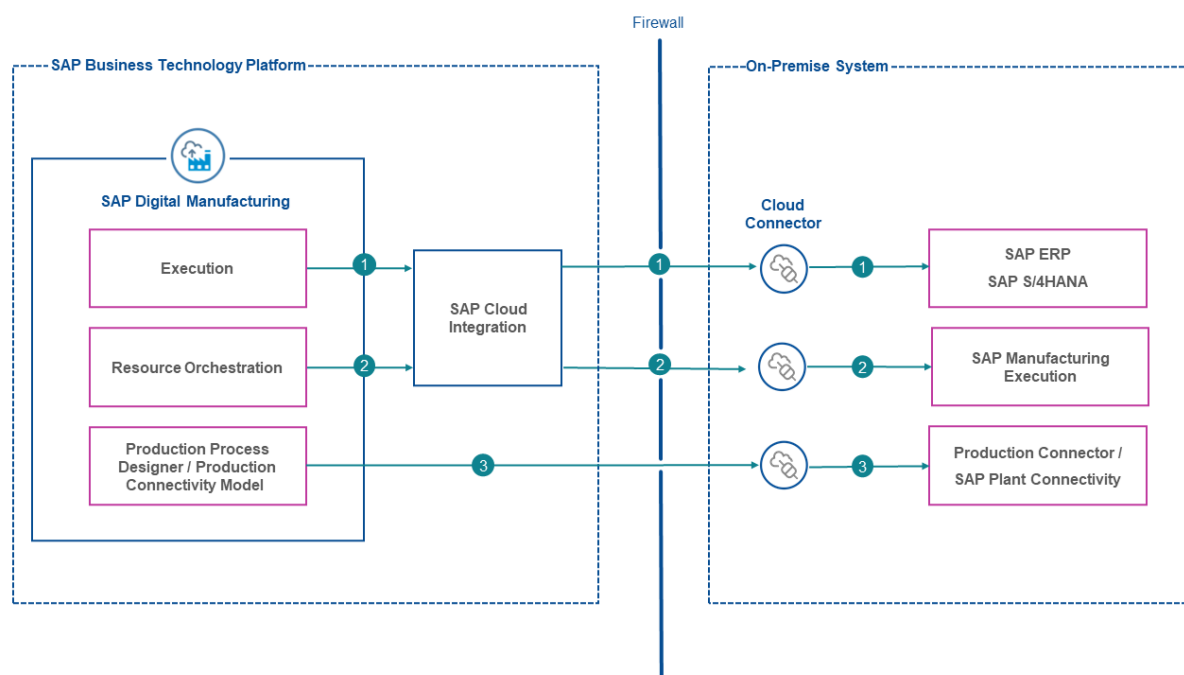 Firewall
SAP Business Technology Platform
On-Premise System
SAP Digital Manufacturing
Cloud
Connector
Execution
1
SAP Cloud
Integration
1
1
SAP ERP
SAP S/4HANA
Resource Orchestration
2
2
2
SAP Manufacturing
Execution
Production Process
Designer / Production
Connectivity Model
3
3
Production Connector /
SAP Plant Connectivity